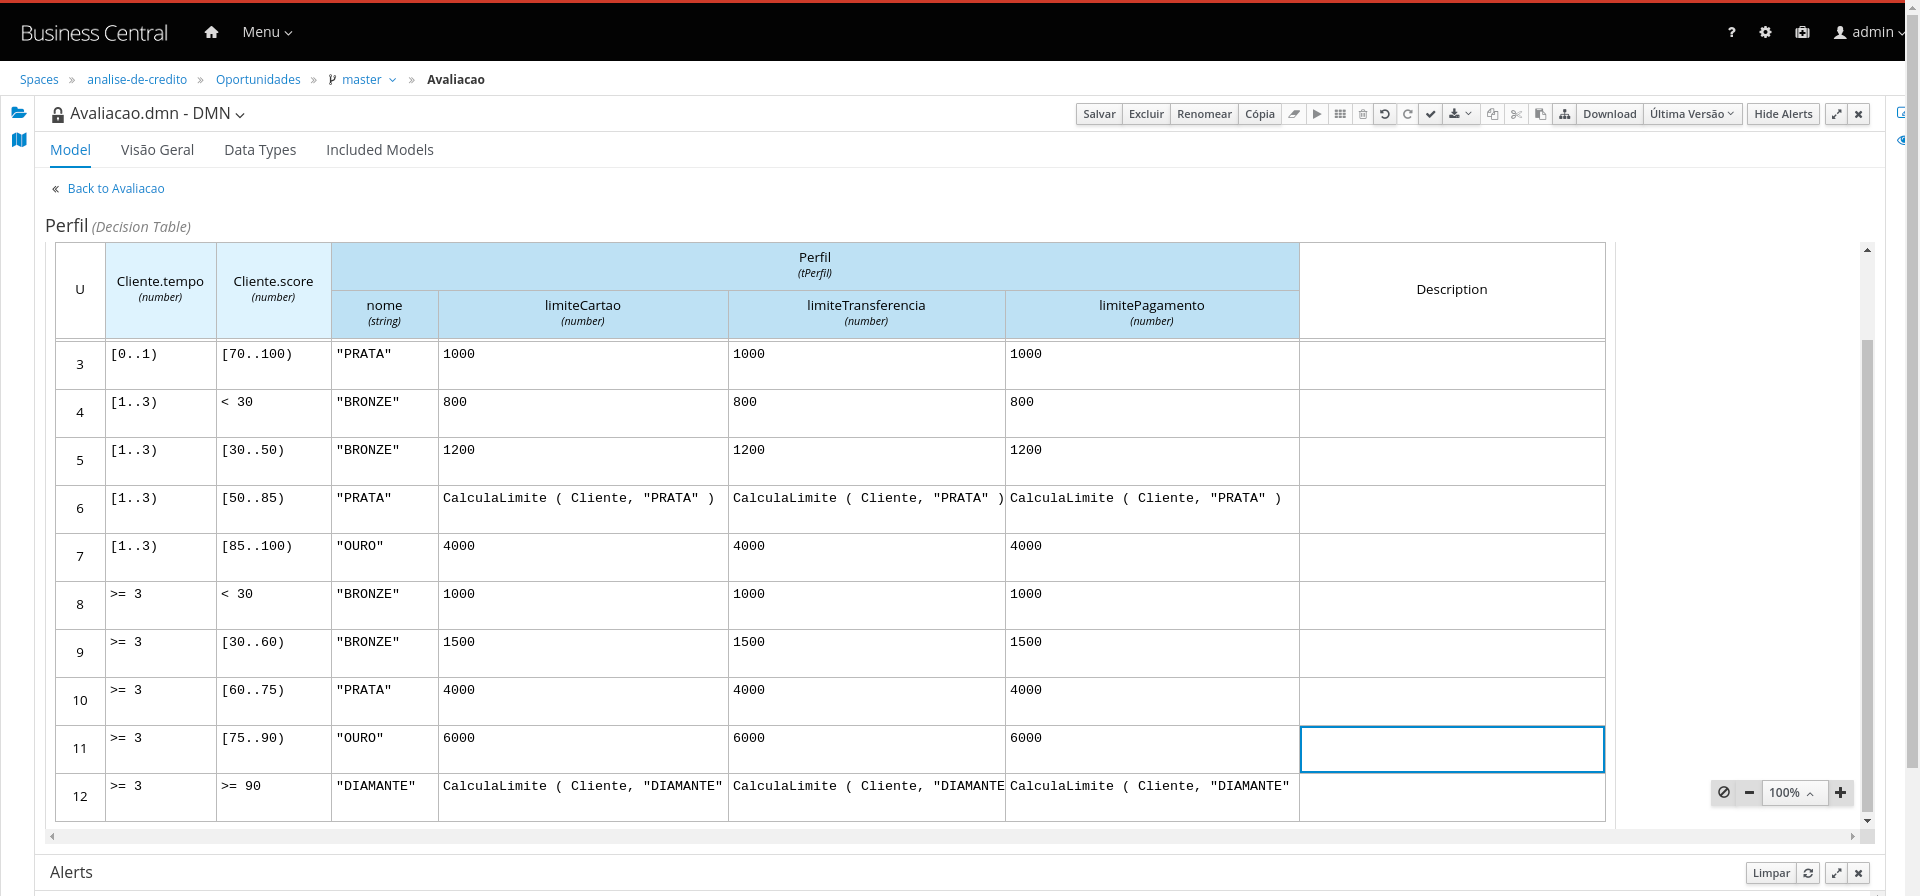 Business Central Menu ? admin
Spaces » analise-de-credito » Oportunidades » master » Avaliacao
Avaliacao.dmn - DMN Salvar Excluir Renomear Cópia Download Última Versão Hide Alerts
Model Visão Geral Data Types Included Models
« Back to Avaliacao
Perfil (Decision Table)
U Cliente.tempo (number) Cliente.score (number) Perfil (tPerfil) Description
nome limiteCartao limiteTransferencia limitePagamento
(string) (number) (number) (number)
3 [0..1) [70..100) "PRATA" 1000 1000 1000
4 [1..3) < 30 "BRONZE" 800 800 800
5 [1..3) [30..50) "BRONZE" 1200 1200 1200
6 [1..3) [50..85) "PRATA" CalculaLimite ( Cliente, "PRATA" ) CalculaLimite ( Cliente, "PRATA" ) CalculaLimite ( Cliente, "PRATA" )
7 [1..3) [85..100) "OURO" 4000 4000 4000
8 >= 3 < 30 "BRONZE" 1000 1000 1000
9 >= 3 [30..60) "BRONZE" 1500 1500 1500
10 >= 3 [60..75) "PRATA" 4000 4000 4000
11 >= 3 [75..90) "OURO" 6000 6000 6000
12 >= 3 >= 90 "DIAMANTE" CalculaLimite ( Cliente, "DIAMANTE" CalculaLimite ( Cliente, "DIAMANTE CalculaLimite ( Cliente, "DIAMANTE"
100%
Alerts Limpar